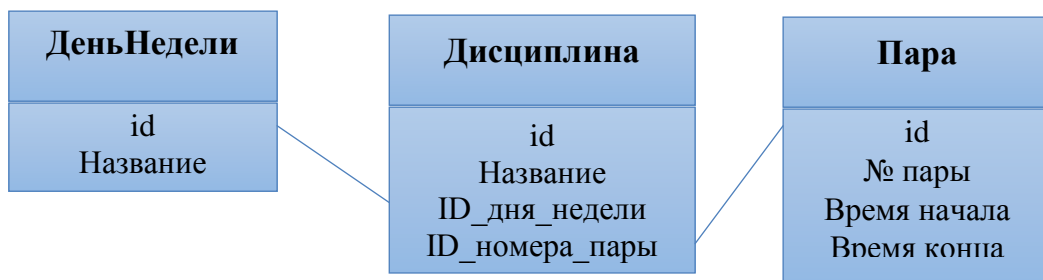 ДеньНедели
id
Название
Дисциплина
id
Название
ID_дня_недели
ID_номера_пары
Пара
id
№ пары
Время начала
Время конца